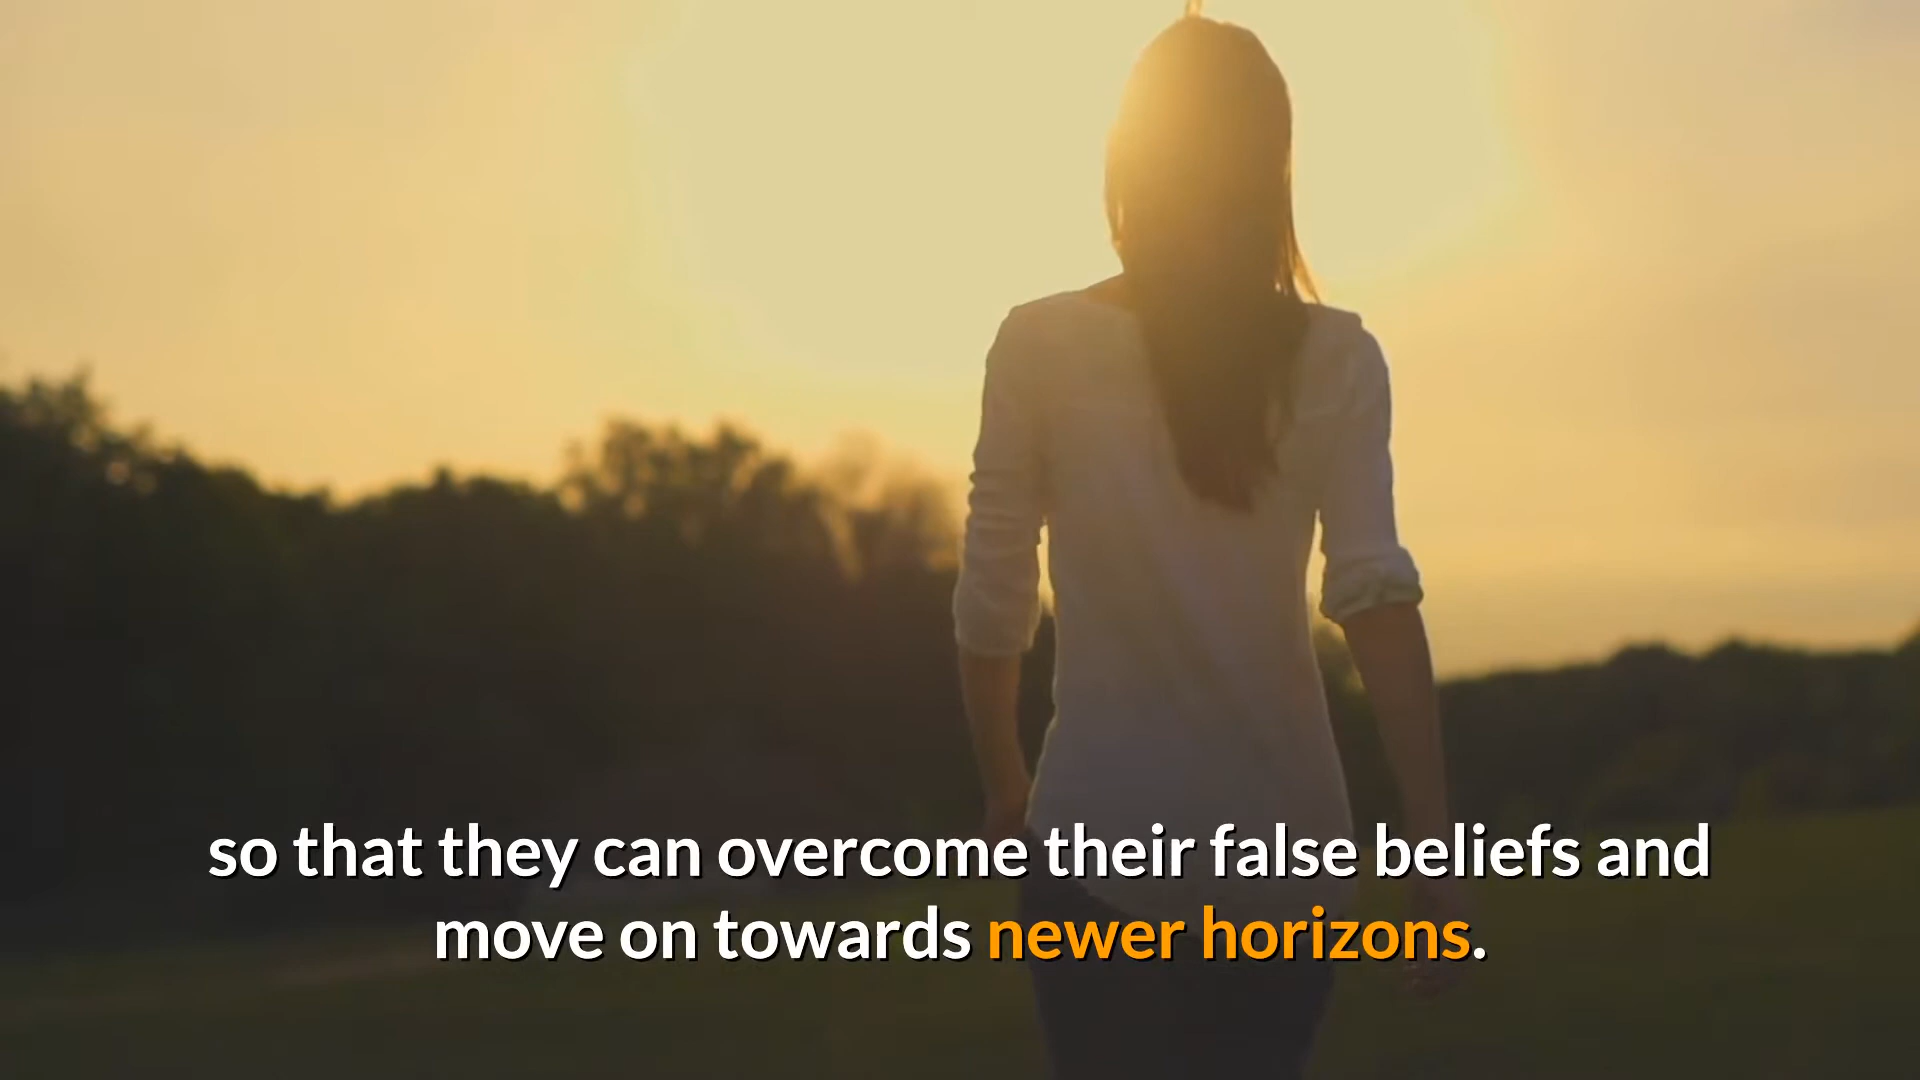 so that they can overcome their false beliefs and
move on towards newer horizons.